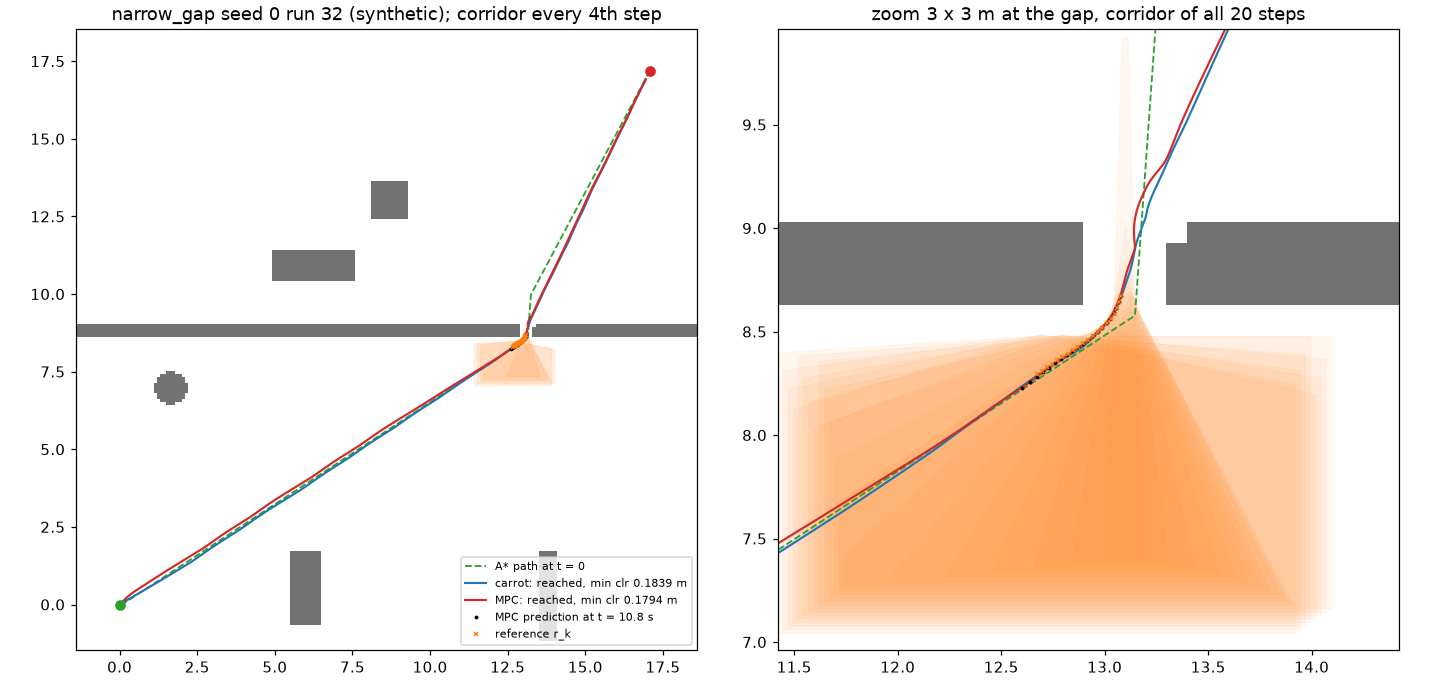 narrow_gap seed 0 run 32 (synthetic); corridor every 4th step
17.5
15.0
12.5
10.0
7.5
5.0
2.5
0.0
0.0 2.5 5.0 7.5 10.0 12.5 15.0 17.5
A* path at t = 0
carrot: reached, min clr 0.1839 m
MPC: reached, min clr 0.1794 m
MPC prediction at t = 10.8 s
reference r_k
zoom 3 x 3 m at the gap, corridor of all 20 steps
9.5
9.0
8.5
8.0
7.5
7.0
11.5 12.0 12.5 13.0 13.5 14.0